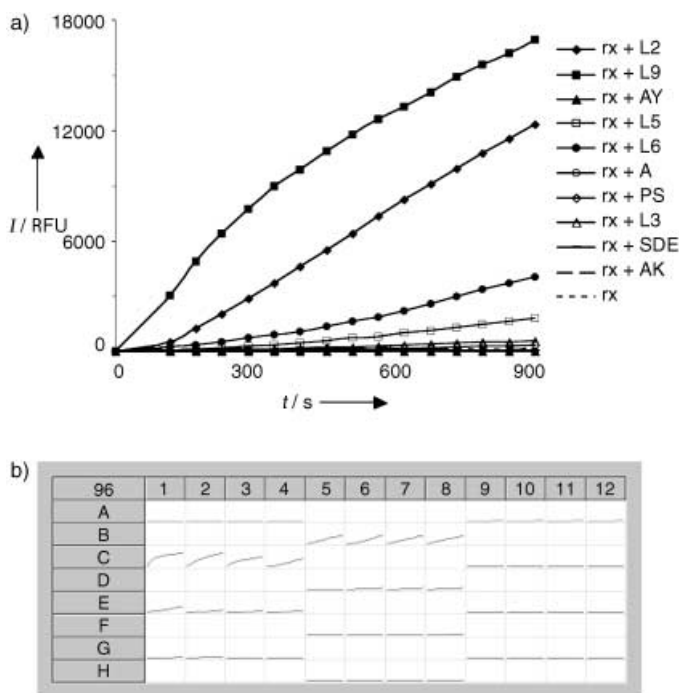 a)
18000
12000
6000
0
I / RFU
0 300 600 900
t / s
rx + L2
rx + L9
rx + AY
rx + L5
rx + L6
rx + A
rx + PS
rx + L3
rx + SDE
rx + AK
rx
b)
96 1 2 3 4 5 6 7 8 9 10 11 12
A
B
C
D
E
F
G
H